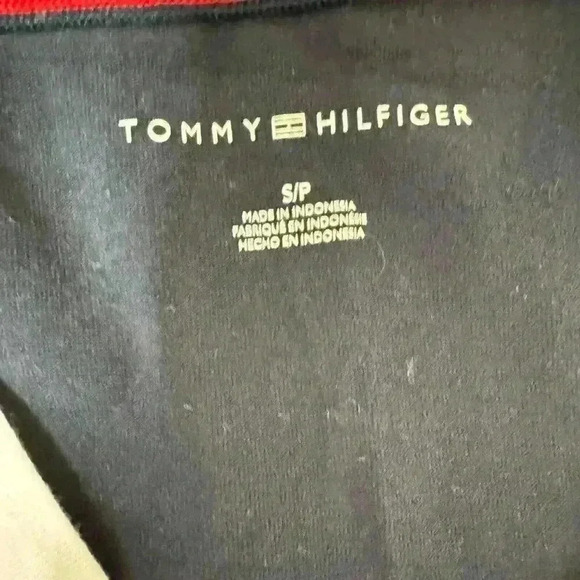 TOMMY HILFIGER
S/P
MADE IN INDONESIA
FABRIQUÉ EN INDONÉSIE
HECHO EN INDONESIA